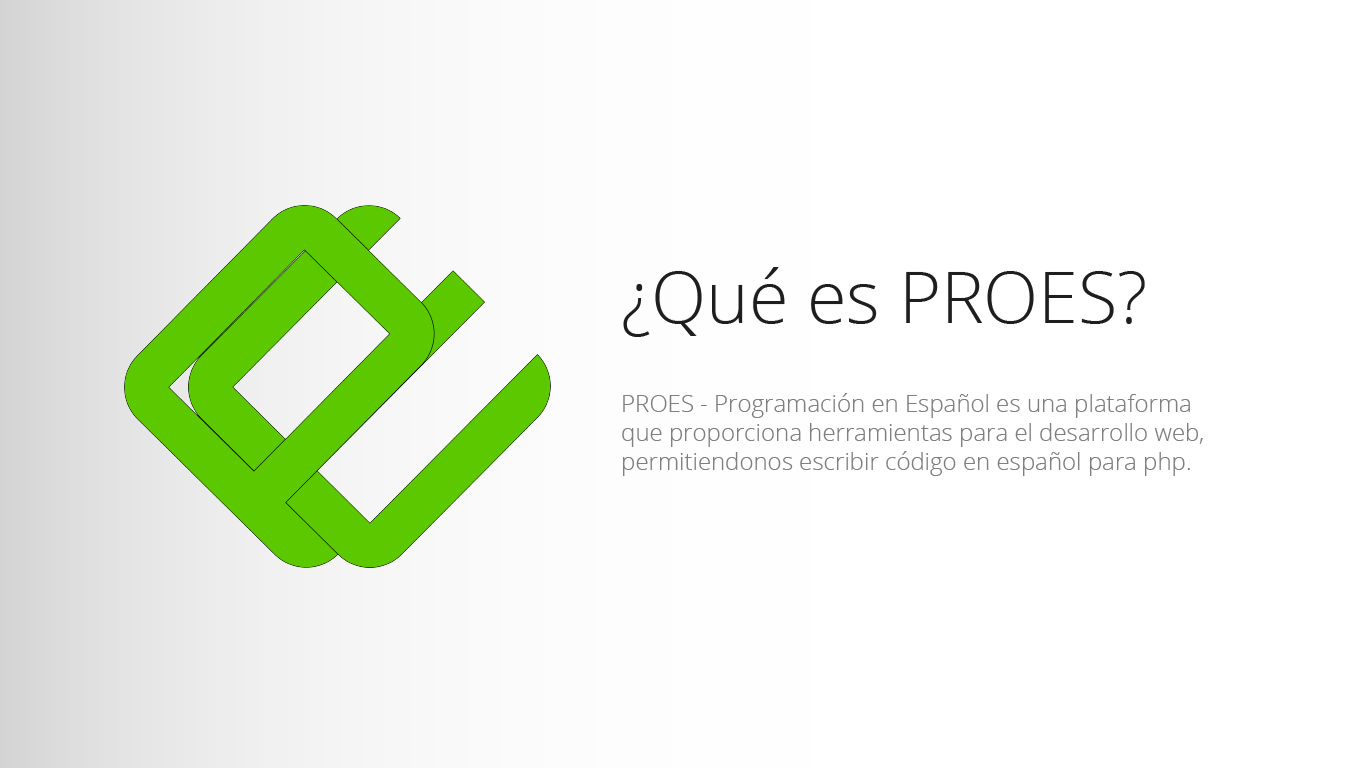 ¿Qué es PROES?
PROES - Programación en Español es una plataforma
que proporciona herramientas para el desarrollo web,
permitiendonos escribir código en español para php.